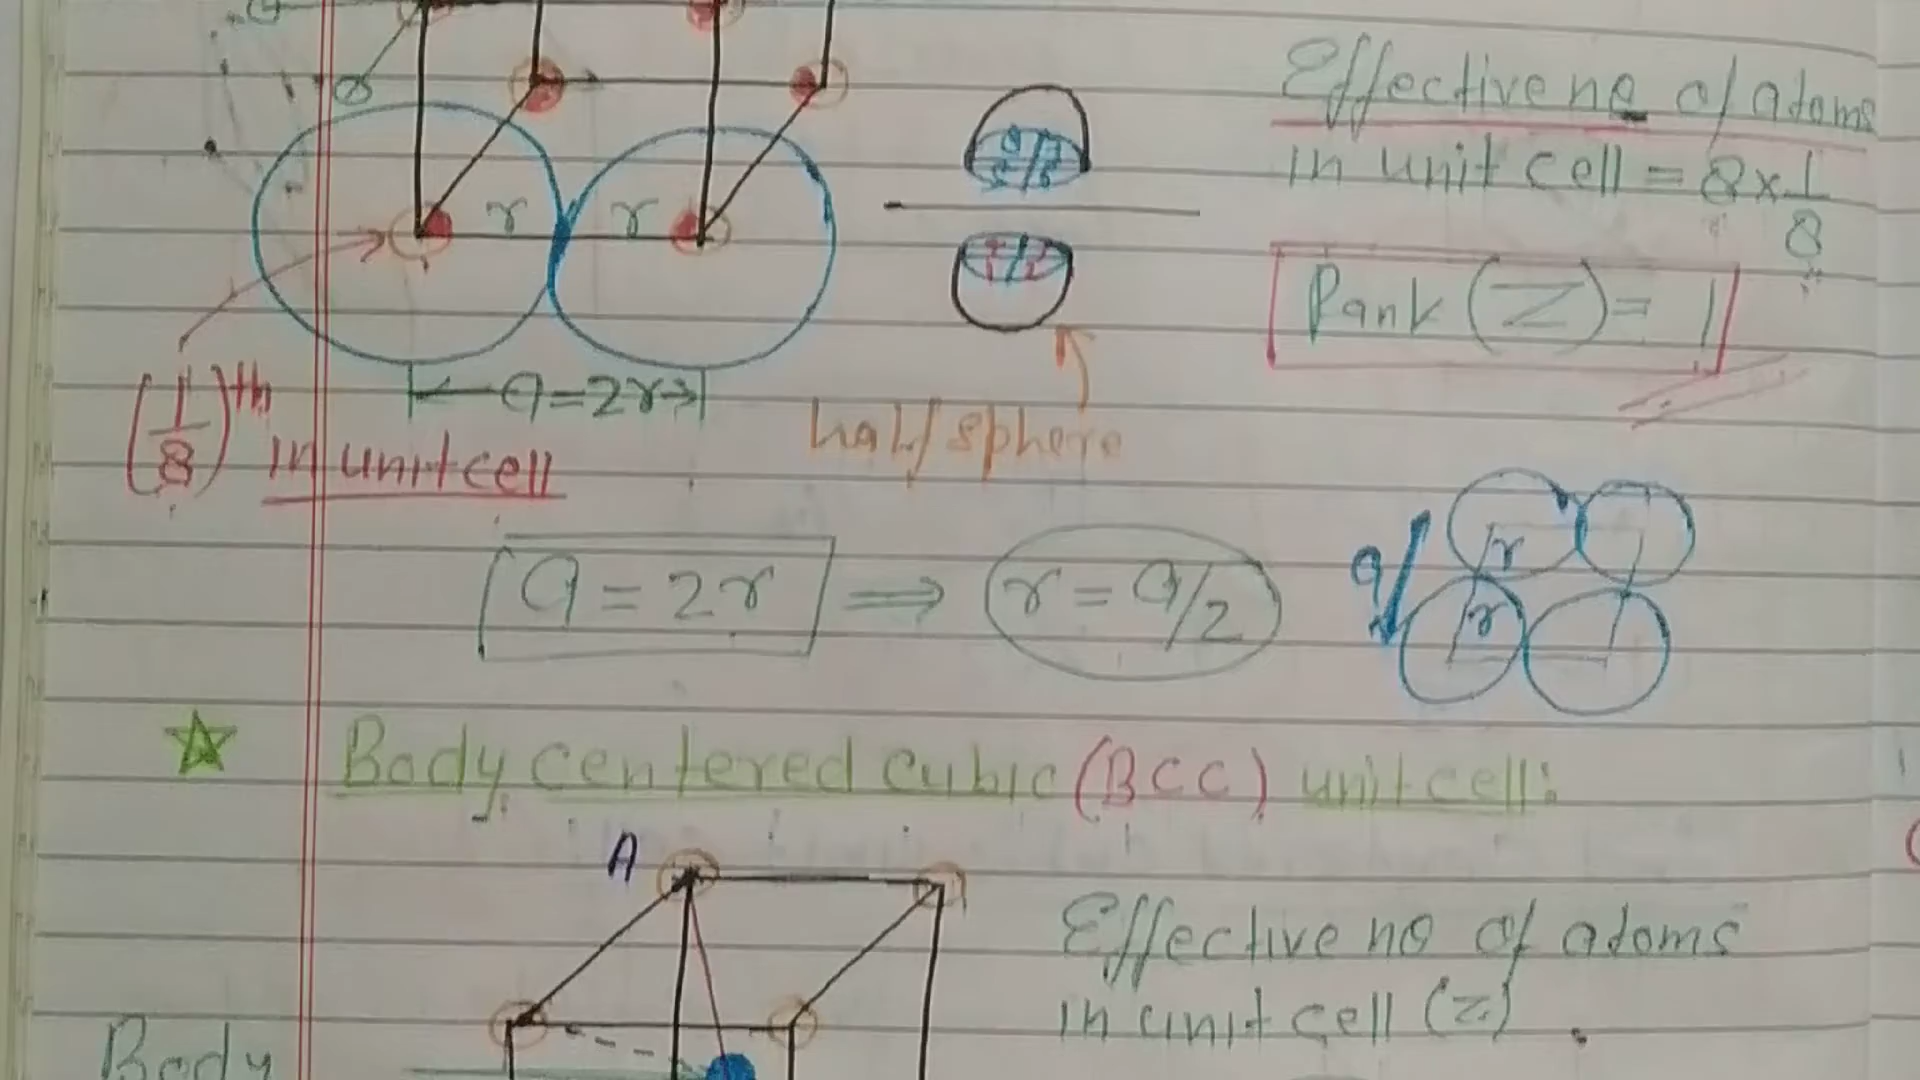 Effective no of atoms
in unit cell = 8 × 1/8
Rank (Z) = 1
r r
a = 2r
(1/8)th
in unit cell
half sphere
a = 2r ⇒ r = a/2
a
r
r
Body centered cubic (BCC) unit cell:
A
Effective no of atoms
in unit cell (Z)
Body